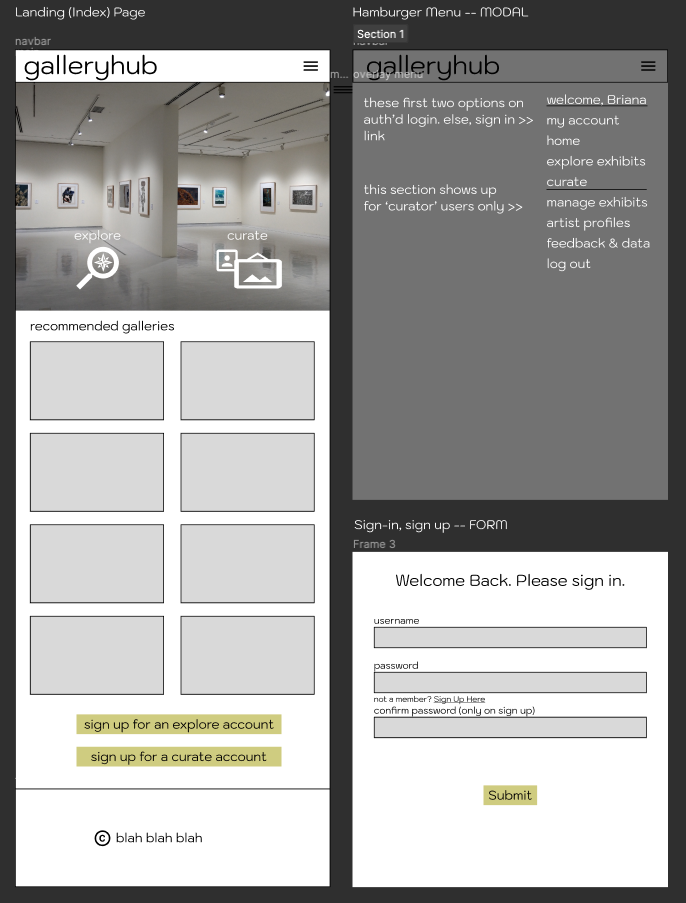 Landing (Index) Page
navbar
galleryhub
explore
curate
recommended galleries
sign up for an explore account
sign up for a curate account
C blah blah blah
Hamburger Menu -- MODAL
Section 1
navbar
m... overlay menu
galleryhub
these first two options on
auth'd login. else, sign in >>
link
this section shows up
for 'curator' users only >>
welcome, Briana
my account
home
explore exhibits
curate
manage exhibits
artist profiles
feedback & data
log out
Sign-in, sign up -- FORM
Frame 3
Welcome Back. Please sign in.
username
password
not a member? Sign Up Here
confirm password (only on sign up)
Submit